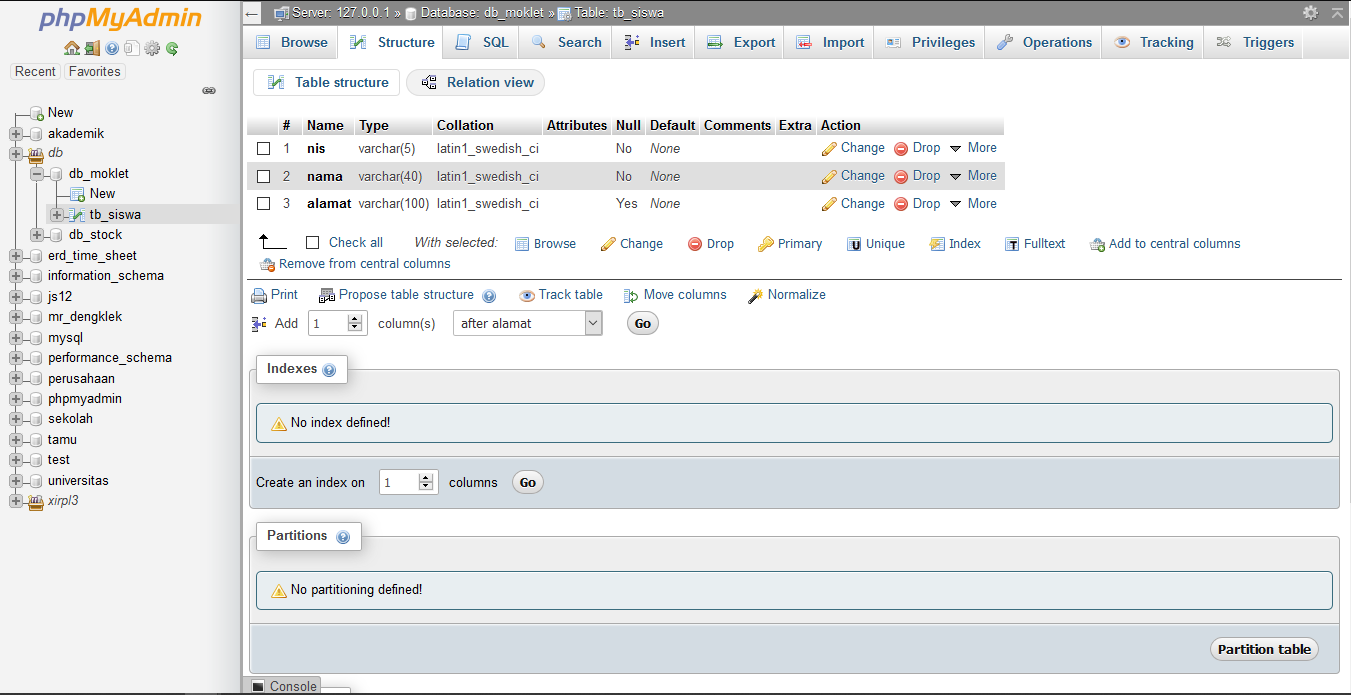 phpMyAdmin
Recent Favorites
New
akademik
db
db_moklet
New
tb_siswa
db_stock
erd_time_sheet
information_schema
js12
mr_dengklek
mysql
performance_schema
perusahaan
phpmyadmin
sekolah
tamu
test
universitas
xirpl3
Server: 127.0.0.1 » Database: db_moklet » Table: tb_siswa
Browse Structure SQL Search Insert Export Import Privileges Operations Tracking Triggers
Table structure Relation view
# Name Type Collation Attributes Null Default Comments Extra Action
1 nis varchar(5) latin1_swedish_ci No None Change Drop More
2 nama varchar(40) latin1_swedish_ci No None Change Drop More
3 alamat varchar(100) latin1_swedish_ci Yes None Change Drop More
Check all With selected: Browse Change Drop Primary Unique Index Fulltext Add to central columns
Remove from central columns
Print Propose table structure Track table Move columns Normalize
Add 1 column(s) after alamat Go
Indexes
No index defined!
Create an index on 1 columns Go
Partitions
No partitioning defined!
Partition table
Console